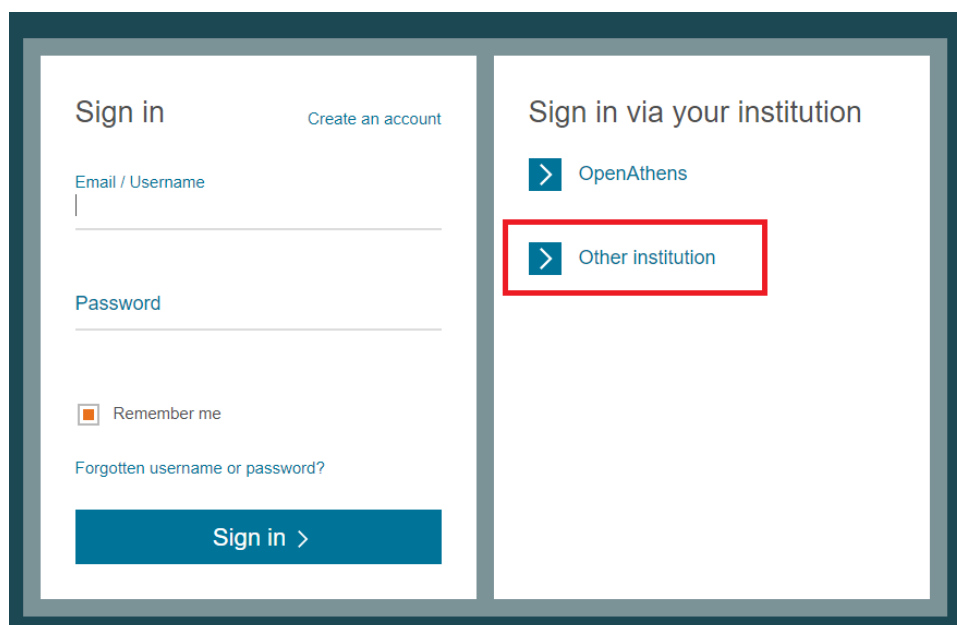 Sign in
Create an account
Email / Username
Password
Remember me
Forgotten username or password?
Sign in
Sign in via your institution
OpenAthens
Other institution